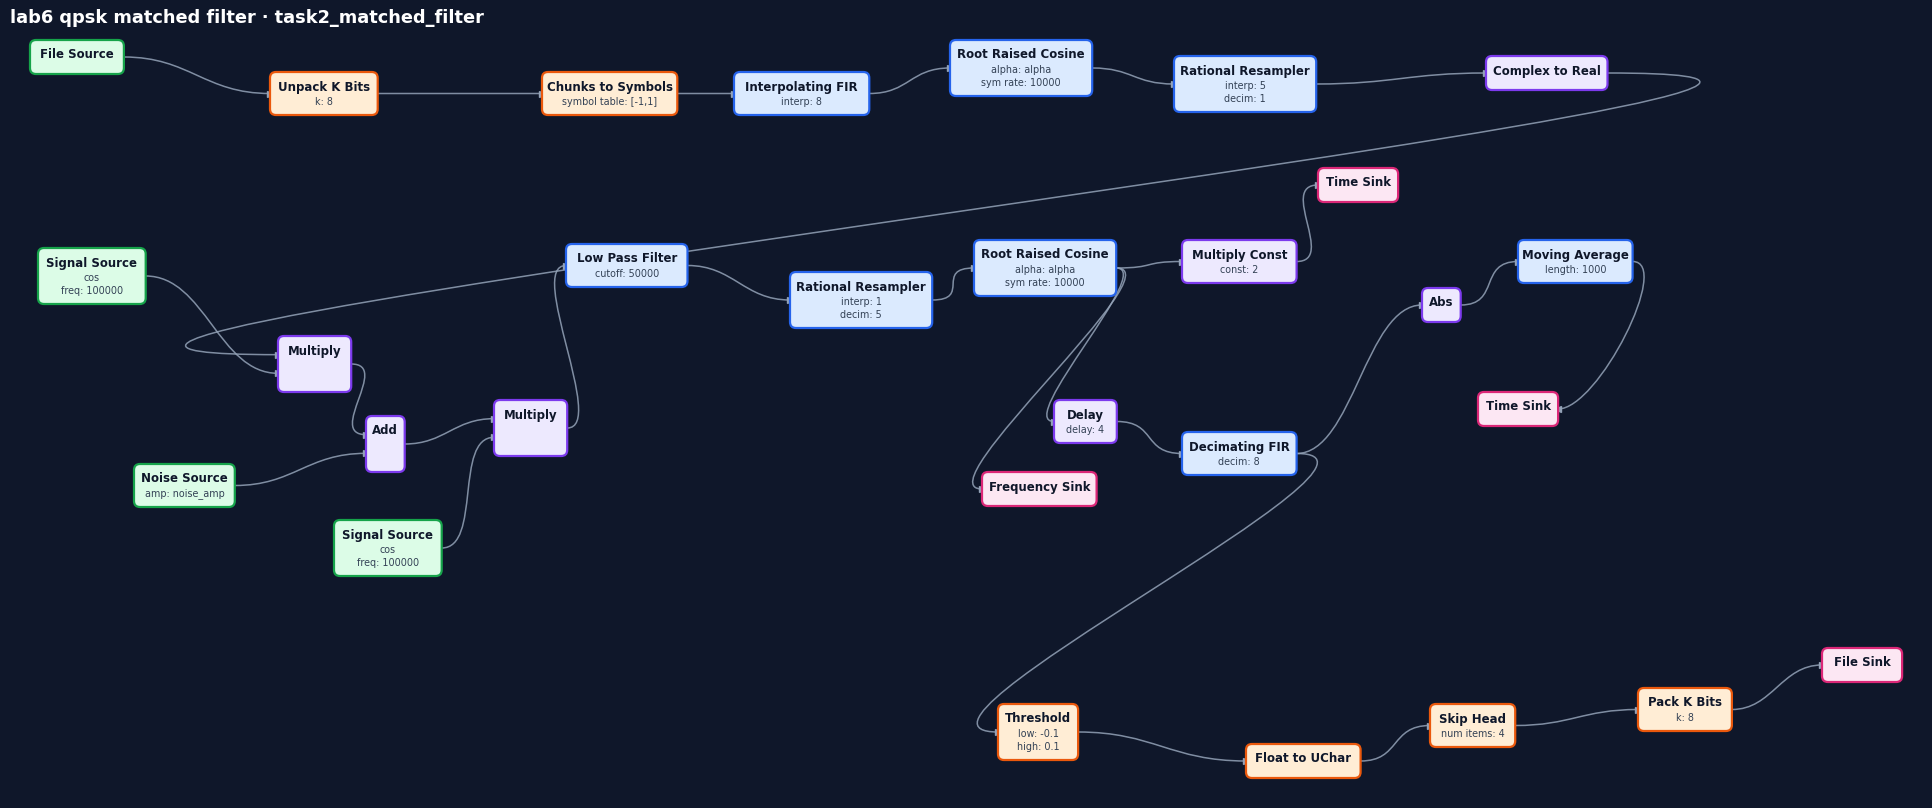 lab6 qpsk matched filter · task2_matched_filter
File Source
Unpack K Bits
k: 8
Chunks to Symbols
symbol table: [-1,1]
Interpolating FIR
interp: 8
Root Raised Cosine
alpha: alpha
sym rate: 10000
Rational Resampler
interp: 5
decim: 1
Complex to Real
Time Sink
Signal Source
cos
freq: 100000
Low Pass Filter
cutoff: 50000
Rational Resampler
interp: 1
decim: 5
Root Raised Cosine
alpha: alpha
sym rate: 10000
Multiply Const
const: 2
Moving Average
length: 1000
Abs
Multiply
Add
Multiply
Delay
delay: 4
Time Sink
Decimating FIR
decim: 8
Noise Source
amp: noise_amp
Frequency Sink
Signal Source
cos
freq: 100000
Threshold
low: -0.1
high: 0.1
Float to UChar
Skip Head
num items: 4
Pack K Bits
k: 8
File Sink